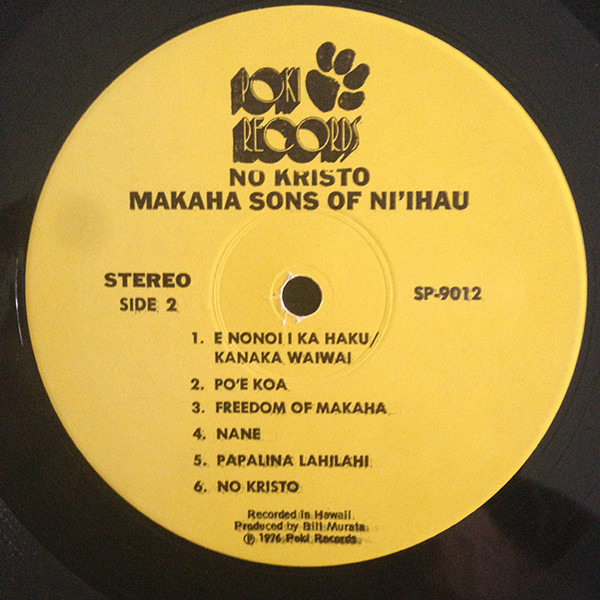 POKI
RECORDS
NO KRISTO
MAKAHA SONS OF NI'IHAU
STEREO
SIDE 2
SP-9012
1. E NONOI I KA HAKU/
KANAKA WAIWAI
2. PO'E KOA
3. FREEDOM OF MAKAHA
4. NANE
5. PAPALINA LAHILAHI
6. NO KRISTO
Recorded in Hawaii
Produced by Bill Murata
℗ 1976 Poki Records